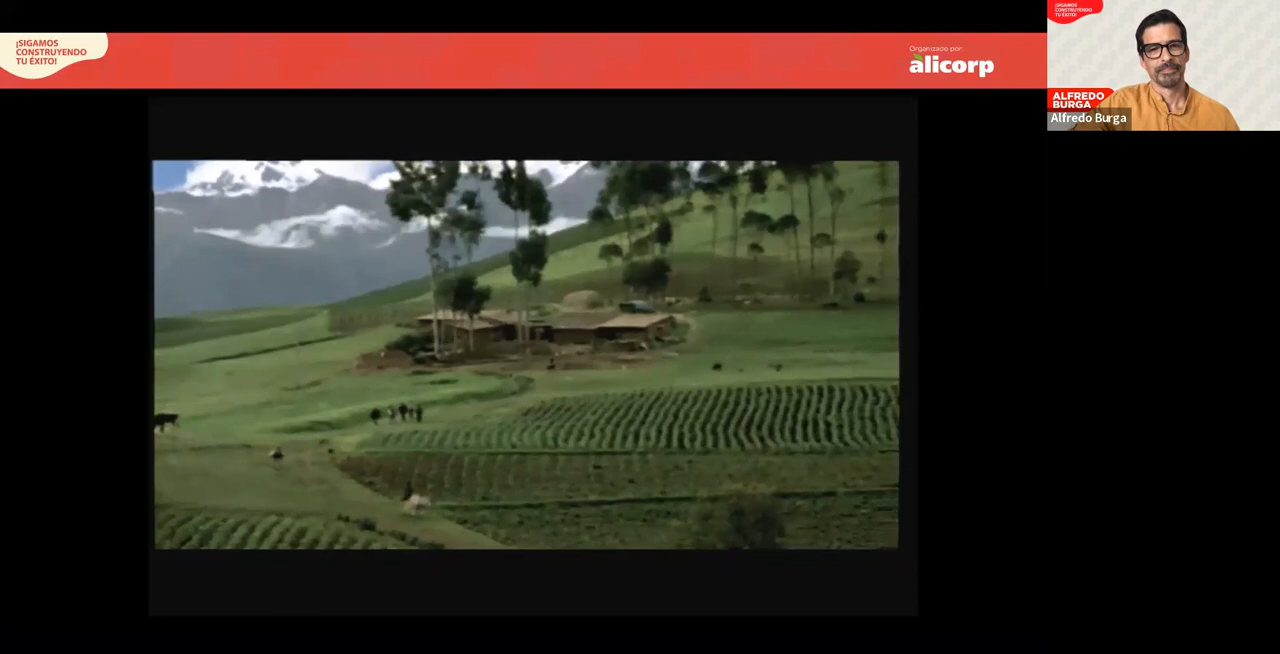 ¡SIGAMOS
CONSTRUYENDO
TU ÉXITO!
Organizado por:
alicorp
¡SIGAMOS
CONSTRUYENDO
TU ÉXITO!
ALFREDO
BURGA
Alfredo Burga